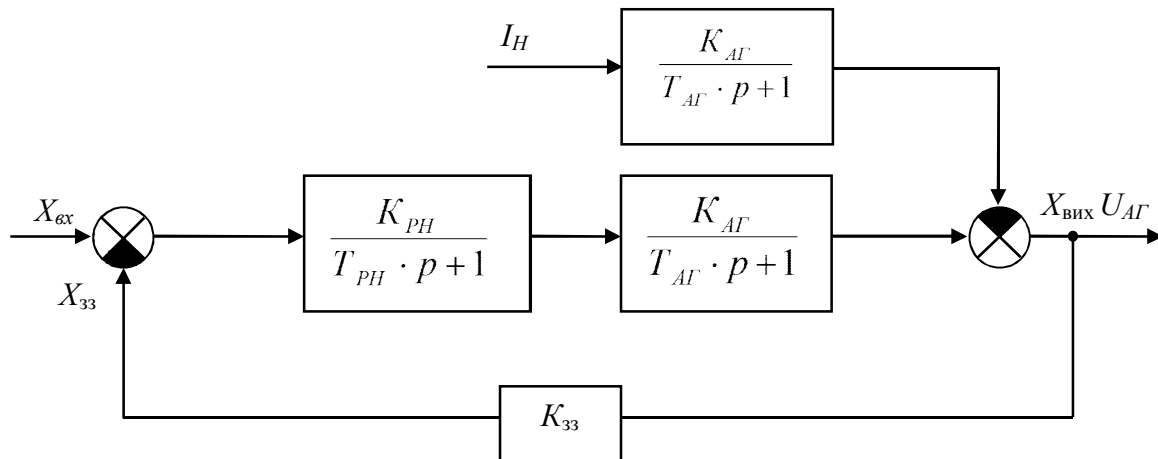 I_H
K_АГ
T_АГ · p + 1
X_вх
K_РН
T_РН · p + 1
K_АГ
T_АГ · p + 1
X_вих U_АГ
X_зз
K_зз